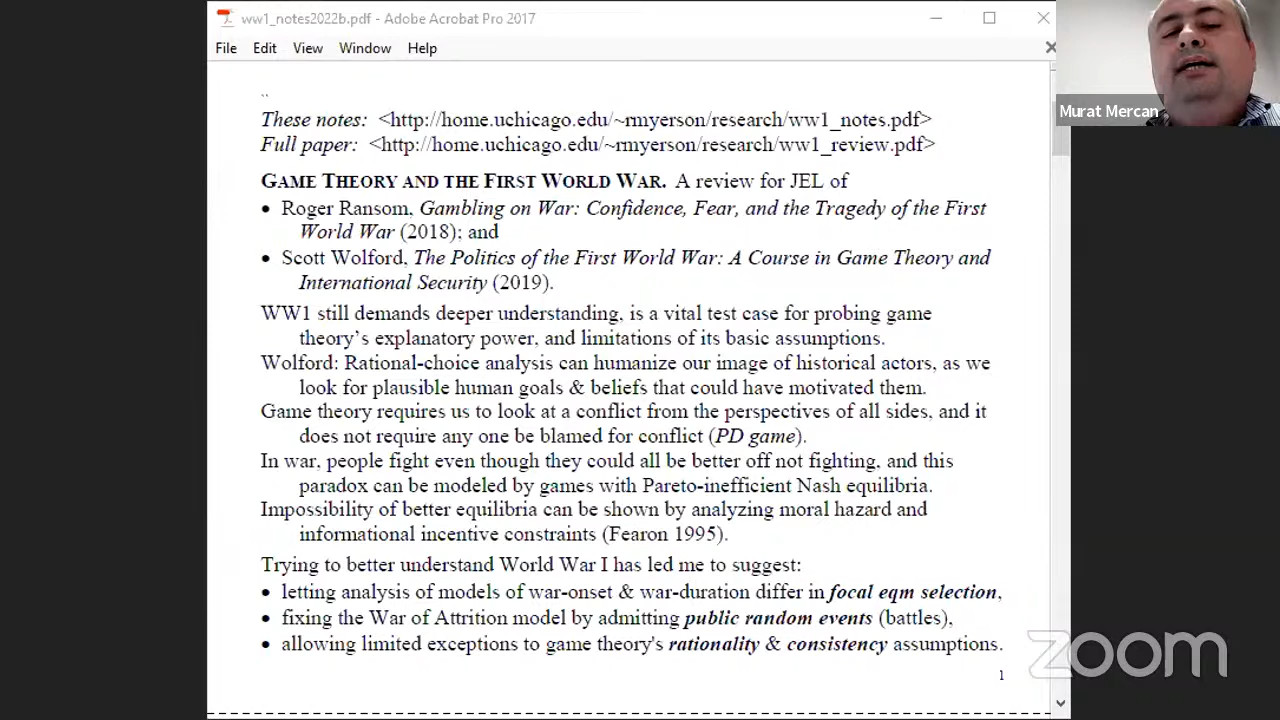 ww1_notes2022b.pdf - Adobe Acrobat Pro 2017
File Edit View Window Help
Murat Mercan
``
These notes: <http://home.uchicago.edu/~rmyerson/research/ww1_notes.pdf>
Full paper: <http://home.uchicago.edu/~rmyerson/research/ww1_review.pdf>
GAME THEORY AND THE FIRST WORLD WAR. A review for JEL of
• Roger Ransom, Gambling on War: Confidence, Fear, and the Tragedy of the First
World War (2018); and
• Scott Wolford, The Politics of the First World War: A Course in Game Theory and
International Security (2019).
WW1 still demands deeper understanding, is a vital test case for probing game
theory’s explanatory power, and limitations of its basic assumptions.
Wolford: Rational-choice analysis can humanize our image of historical actors, as we
look for plausible human goals & beliefs that could have motivated them.
Game theory requires us to look at a conflict from the perspectives of all sides, and it
does not require any one be blamed for conflict (PD game).
In war, people fight even though they could all be better off not fighting, and this
paradox can be modeled by games with Pareto-inefficient Nash equilibria.
Impossibility of better equilibria can be shown by analyzing moral hazard and
informational incentive constraints (Fearon 1995).
Trying to better understand World War I has led me to suggest:
• letting analysis of models of war-onset & war-duration differ in focal eqm selection,
• fixing the War of Attrition model by admitting public random events (battles),
• allowing limited exceptions to game theory's rationality & consistency assumptions.
1
zoom